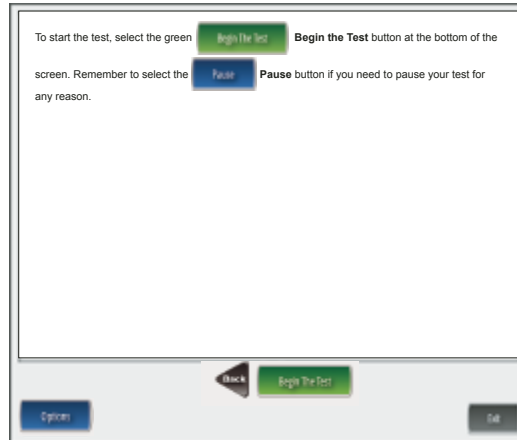 To start the test, select the green Begin The Test Begin the Test button at the bottom of the
screen. Remember to select the Pause Pause button if you need to pause your test for
any reason.
Back Begin The Test
Options Exit